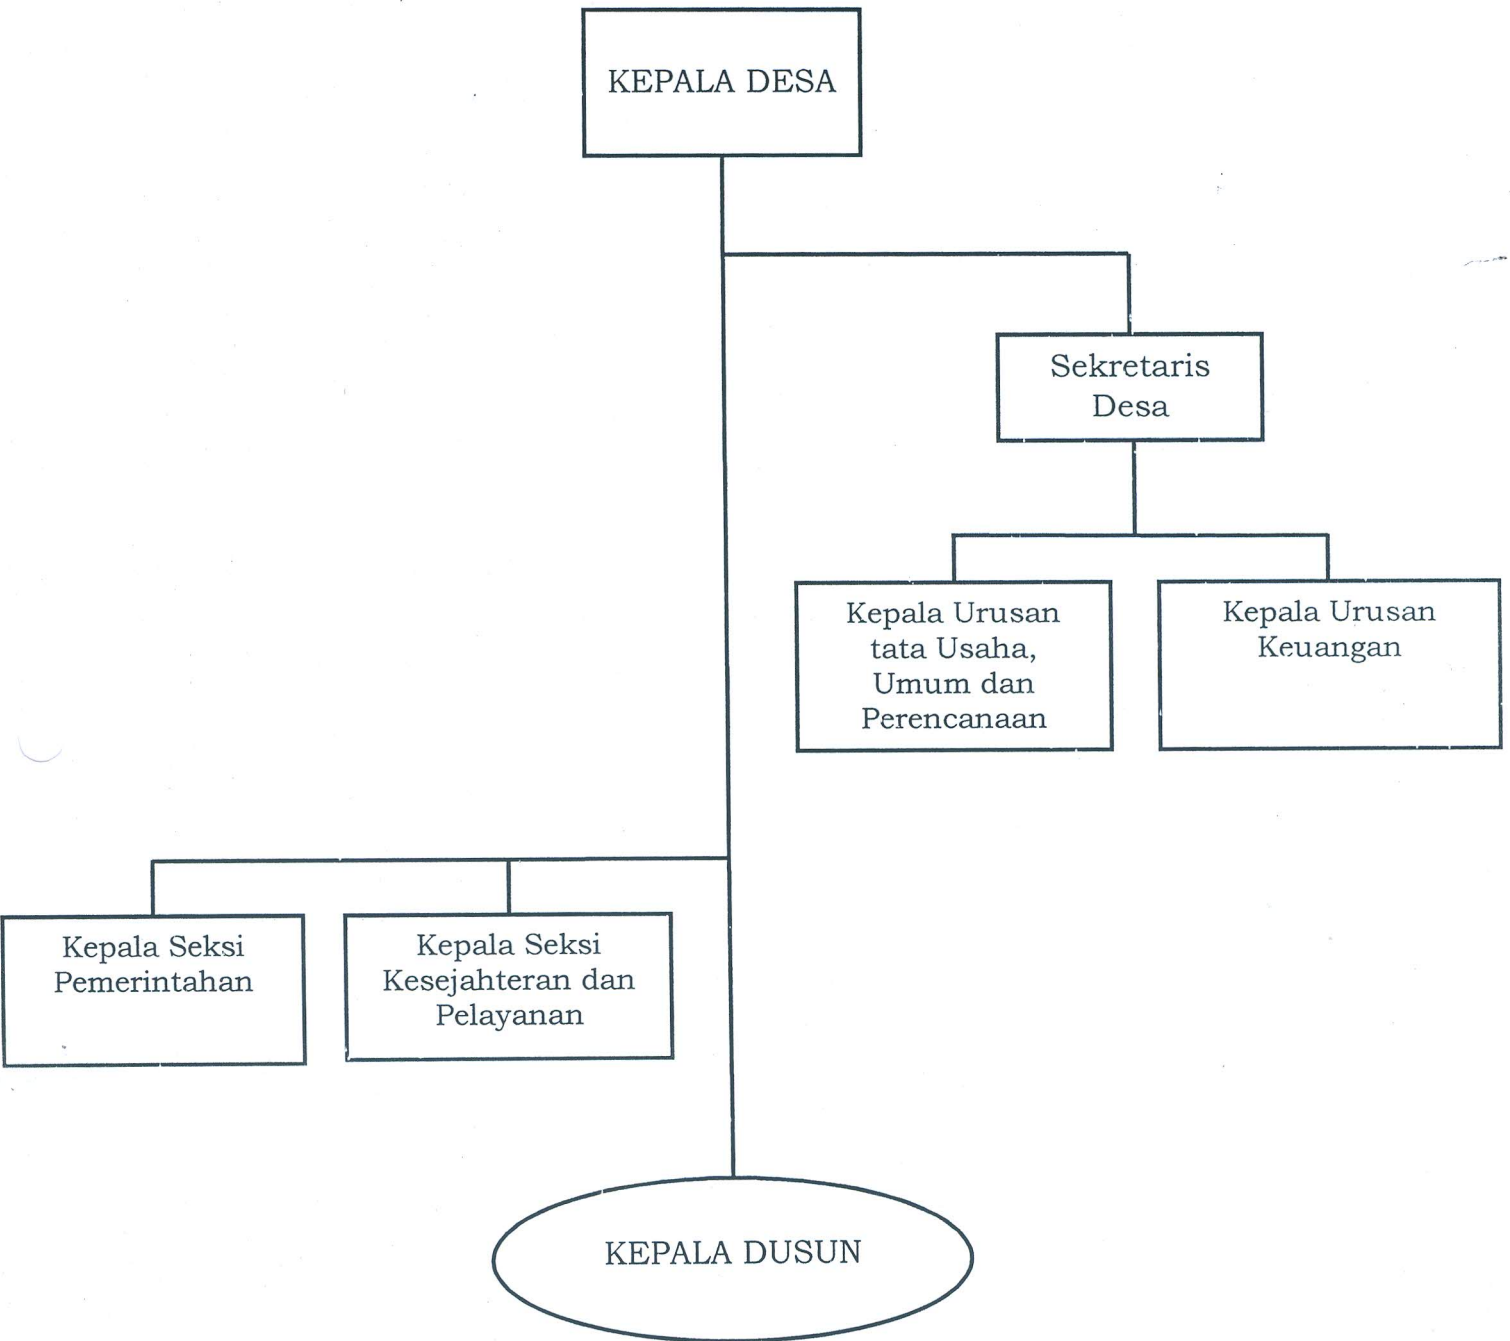 KEPALA DESA
Sekretaris
Desa
Kepala Urusan
tata Usaha,
Umum dan
Perencanaan
Kepala Urusan
Keuangan
Kepala Seksi
Pemerintahan
Kepala Seksi
Kesejahteran dan
Pelayanan
KEPALA DUSUN